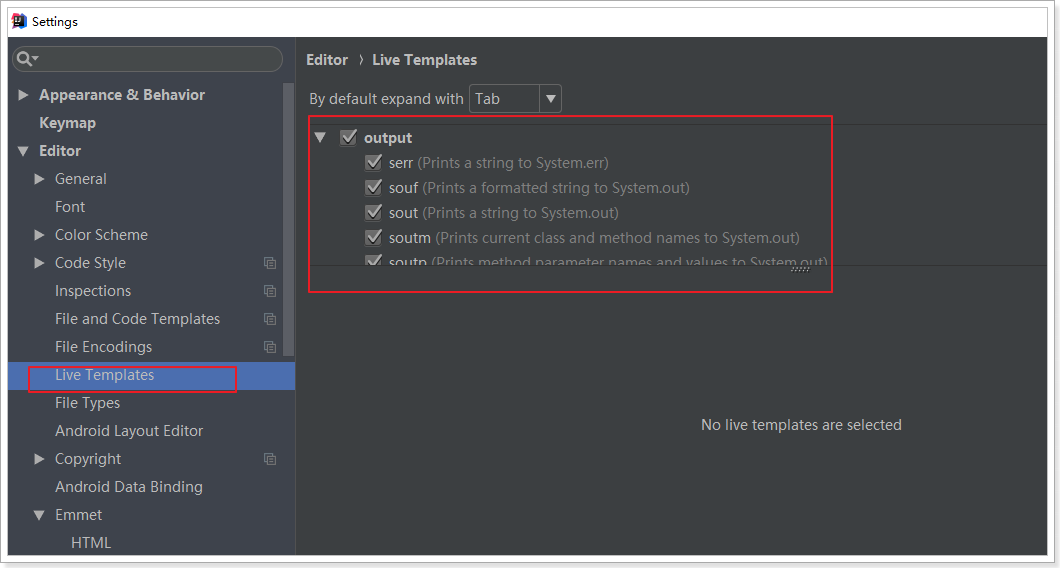 Settings
Appearance & Behavior
Keymap
Editor
General
Font
Color Scheme
Code Style
Inspections
File and Code Templates
File Encodings
Live Templates
File Types
Android Layout Editor
Copyright
Android Data Binding
Emmet
HTML
Editor › Live Templates
By default expand with Tab
output
serr (Prints a string to System.err)
souf (Prints a formatted string to System.out)
sout (Prints a string to System.out)
soutm (Prints current class and method names to System.out)
soutp (Prints method parameter names and values to System.out)
No live templates are selected